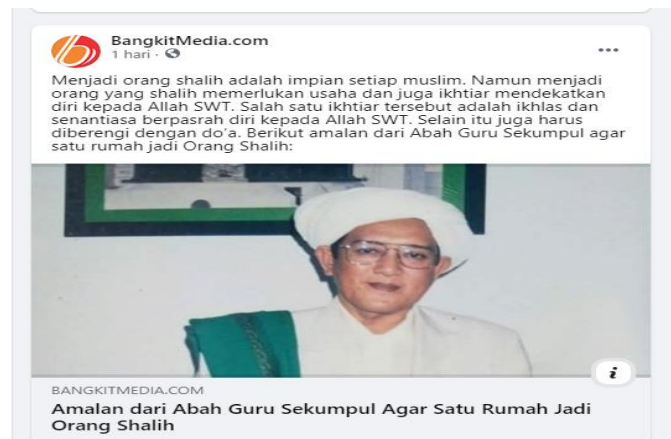 BangkitMedia.com
1 hari ·
Menjadi orang shalih adalah impian setiap muslim. Namun menjadi
orang yang shalih memerlukan usaha dan juga ikhtiar mendekatkan
diri kepada Allah SWT. Salah satu ikhtiar tersebut adalah ikhlas dan
senantiasa berpasrah diri kepada Allah SWT. Selain itu juga harus
diberengi dengan do'a. Berikut amalan dari Abah Guru Sekumpul agar
satu rumah jadi Orang Shalih:
BANGKITMEDIA.COM
Amalan dari Abah Guru Sekumpul Agar Satu Rumah Jadi
Orang Shalih